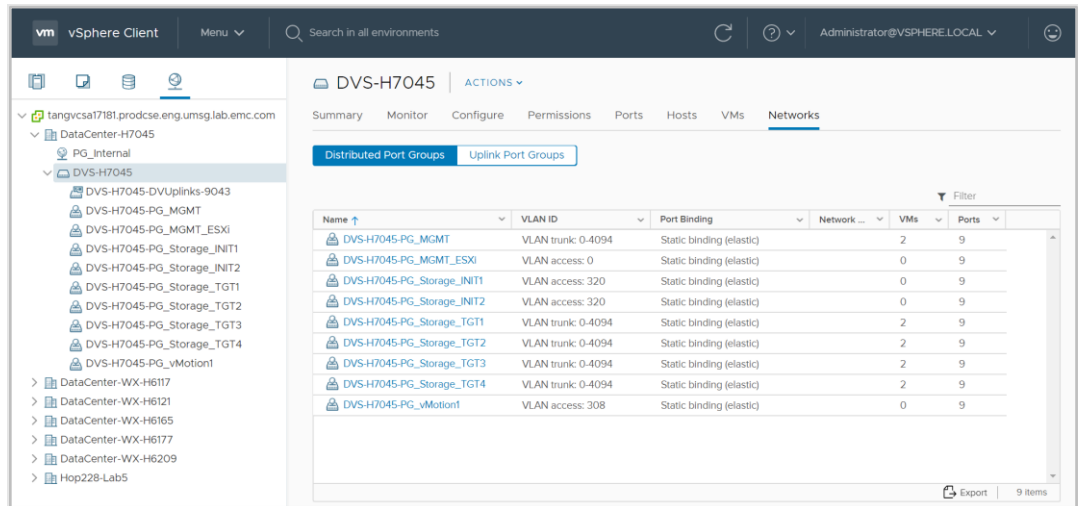 vm vSphere Client Menu Search in all environments Administrator@VSPHERE.LOCAL
tangvcsa17181.prodcse.eng.umsg.lab.emc.com
DataCenter-H7045
PG_Internal
DVS-H7045
DVS-H7045-DVUplinks-9043
DVS-H7045-PG_MGMT
DVS-H7045-PG_MGMT_ESXi
DVS-H7045-PG_Storage_INIT1
DVS-H7045-PG_Storage_INIT2
DVS-H7045-PG_Storage_TGT1
DVS-H7045-PG_Storage_TGT2
DVS-H7045-PG_Storage_TGT3
DVS-H7045-PG_Storage_TGT4
DVS-H7045-PG_vMotion1
DataCenter-WX-H6117
DataCenter-WX-H6121
DataCenter-WX-H6165
DataCenter-WX-H6177
DataCenter-WX-H6209
Hop228-Lab5
DVS-H7045 ACTIONS
Summary Monitor Configure Permissions Ports Hosts VMs Networks
Distributed Port Groups Uplink Port Groups
Filter
Name VLAN ID Port Binding Network ... VMs Ports
DVS-H7045-PG_MGMT VLAN trunk: 0-4094 Static binding (elastic) 2 9
DVS-H7045-PG_MGMT_ESXi VLAN access: 0 Static binding (elastic) 0 9
DVS-H7045-PG_Storage_INIT1 VLAN access: 320 Static binding (elastic) 0 9
DVS-H7045-PG_Storage_INIT2 VLAN access: 320 Static binding (elastic) 0 9
DVS-H7045-PG_Storage_TGT1 VLAN trunk: 0-4094 Static binding (elastic) 2 9
DVS-H7045-PG_Storage_TGT2 VLAN trunk: 0-4094 Static binding (elastic) 2 9
DVS-H7045-PG_Storage_TGT3 VLAN trunk: 0-4094 Static binding (elastic) 2 9
DVS-H7045-PG_Storage_TGT4 VLAN trunk: 0-4094 Static binding (elastic) 2 9
DVS-H7045-PG_vMotion1 VLAN access: 308 Static binding (elastic) 0 9
Export 9 items